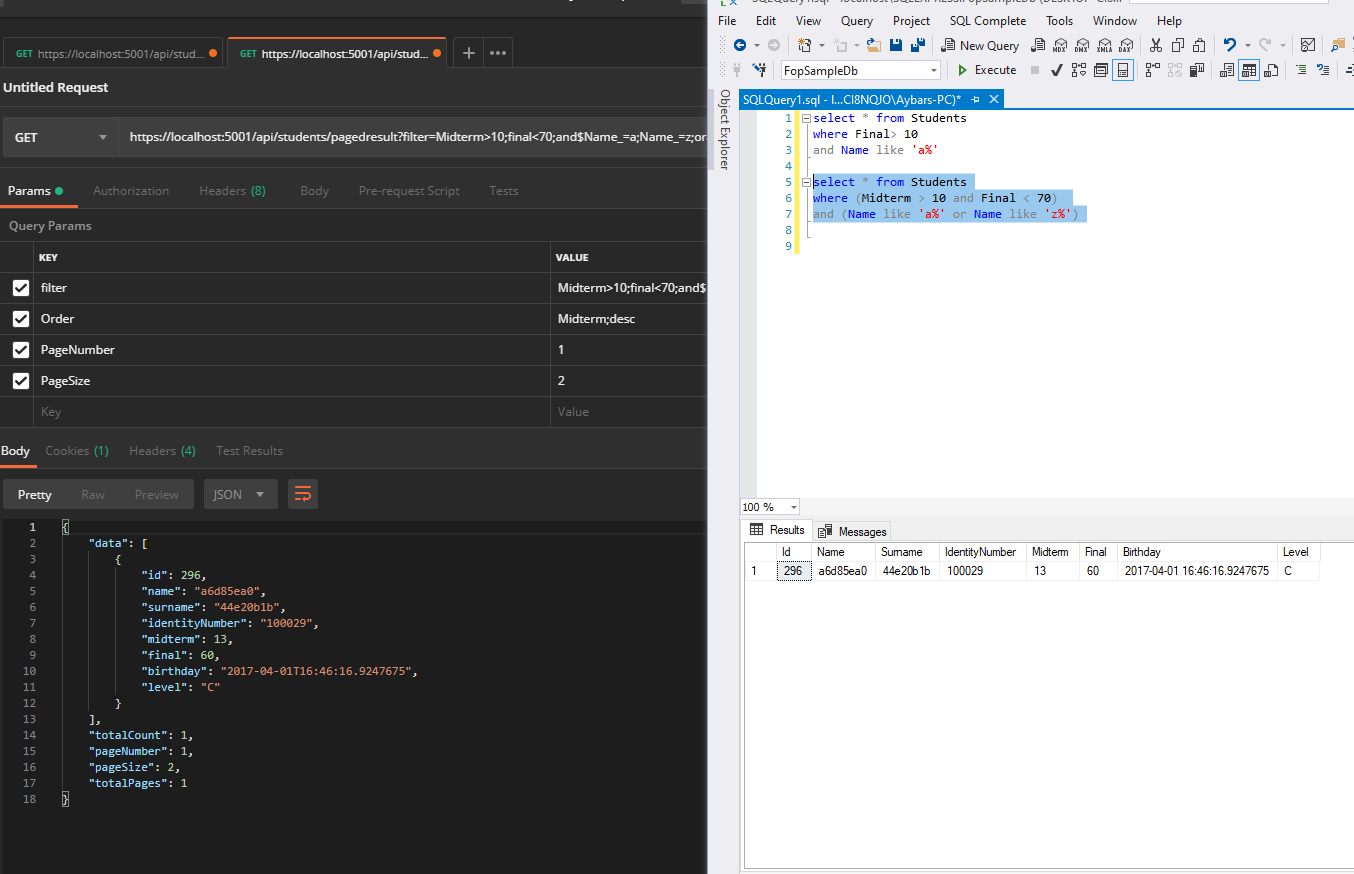 GET https://localhost:5001/api/stud...
GET https://localhost:5001/api/stud...
Untitled Request
GET
https://localhost:5001/api/students/pagedresult?filter=Midterm>10;final<70;and$Name_=a;Name_=z;or
Params
Authorization
Headers (8)
Body
Pre-request Script
Tests
Query Params
KEY VALUE
filter Midterm>10;final<70;and$
Order Midterm;desc
PageNumber 1
PageSize 2
Key Value
Body
Cookies (1)
Headers (4)
Test Results
Pretty
Raw
Preview
JSON
1 {
2 "data": [
3 {
4 "id": 296,
5 "name": "a6d85ea0",
6 "surname": "44e20b1b",
7 "identityNumber": "100029",
8 "midterm": 13,
9 "final": 60,
10 "birthday": "2017-04-01T16:46:16.9247675",
11 "level": "C"
12 }
13 ],
14 "totalCount": 1,
15 "pageNumber": 1,
16 "pageSize": 2,
17 "totalPages": 1
18 }
File Edit View Query Project SQL Complete Tools Window Help
New Query
MDX DMX XMLA DAX
FopSampleDb
Execute
Object Explorer
SQLQuery1.sql - l...CI8NQJO\Aybars-PC)*
1 select * from Students
2 where Final> 10
3 and Name like 'a%'
4
5 select * from Students
6 where (Midterm > 10 and Final < 70)
7 and (Name like 'a%' or Name like 'z%')
8
9
100 %
Results
Messages
Id Name Surname IdentityNumber Midterm Final Birthday Level
1 296 a6d85ea0 44e20b1b 100029 13 60 2017-04-01 16:46:16.9247675 C